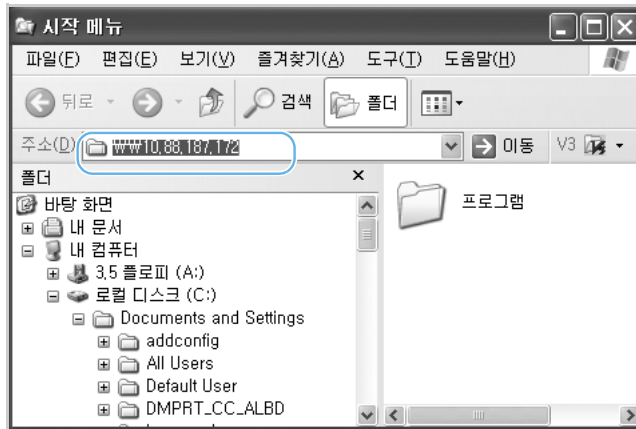 시작 메뉴
파일(F) 편집(E) 보기(V) 즐겨찾기(A) 도구(T) 도움말(H)
뒤로 검색 폴더
주소(D) ₩₩10,88,187,172 이동 V3
폴더 ×
바탕 화면
내 문서
내 컴퓨터
3,5 플로피 (A:)
로컬 디스크 (C:)
Documents and Settings
addconfig
All Users
Default User
DMPRT_CC_ALBD
프로그램